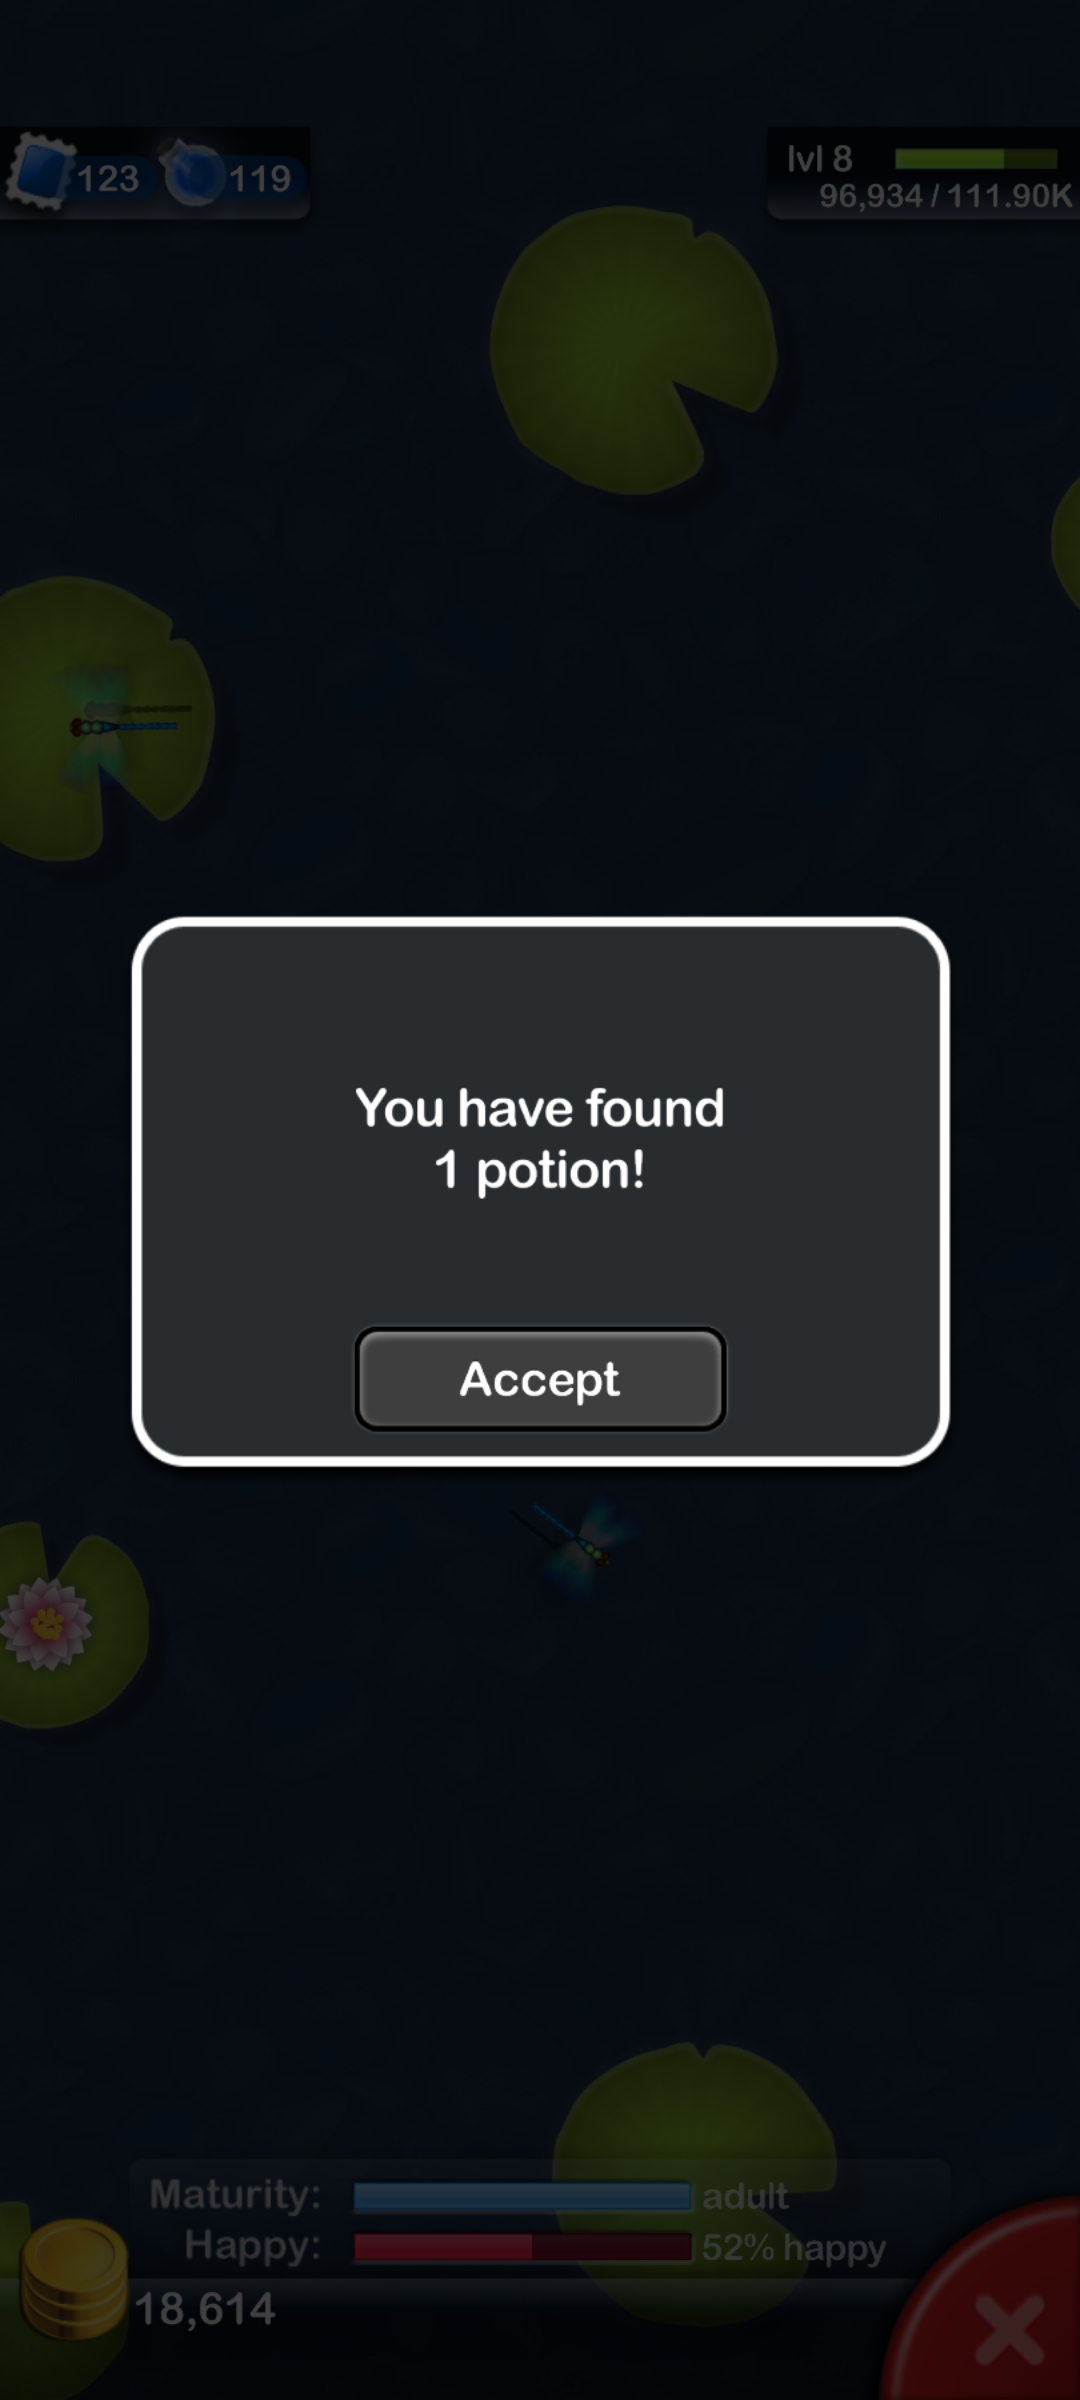 123 119
lvl 8
96,934 / 111.90K
You have found
1 potion!
Accept
Maturity: adult
Happy: 52% happy
18,614